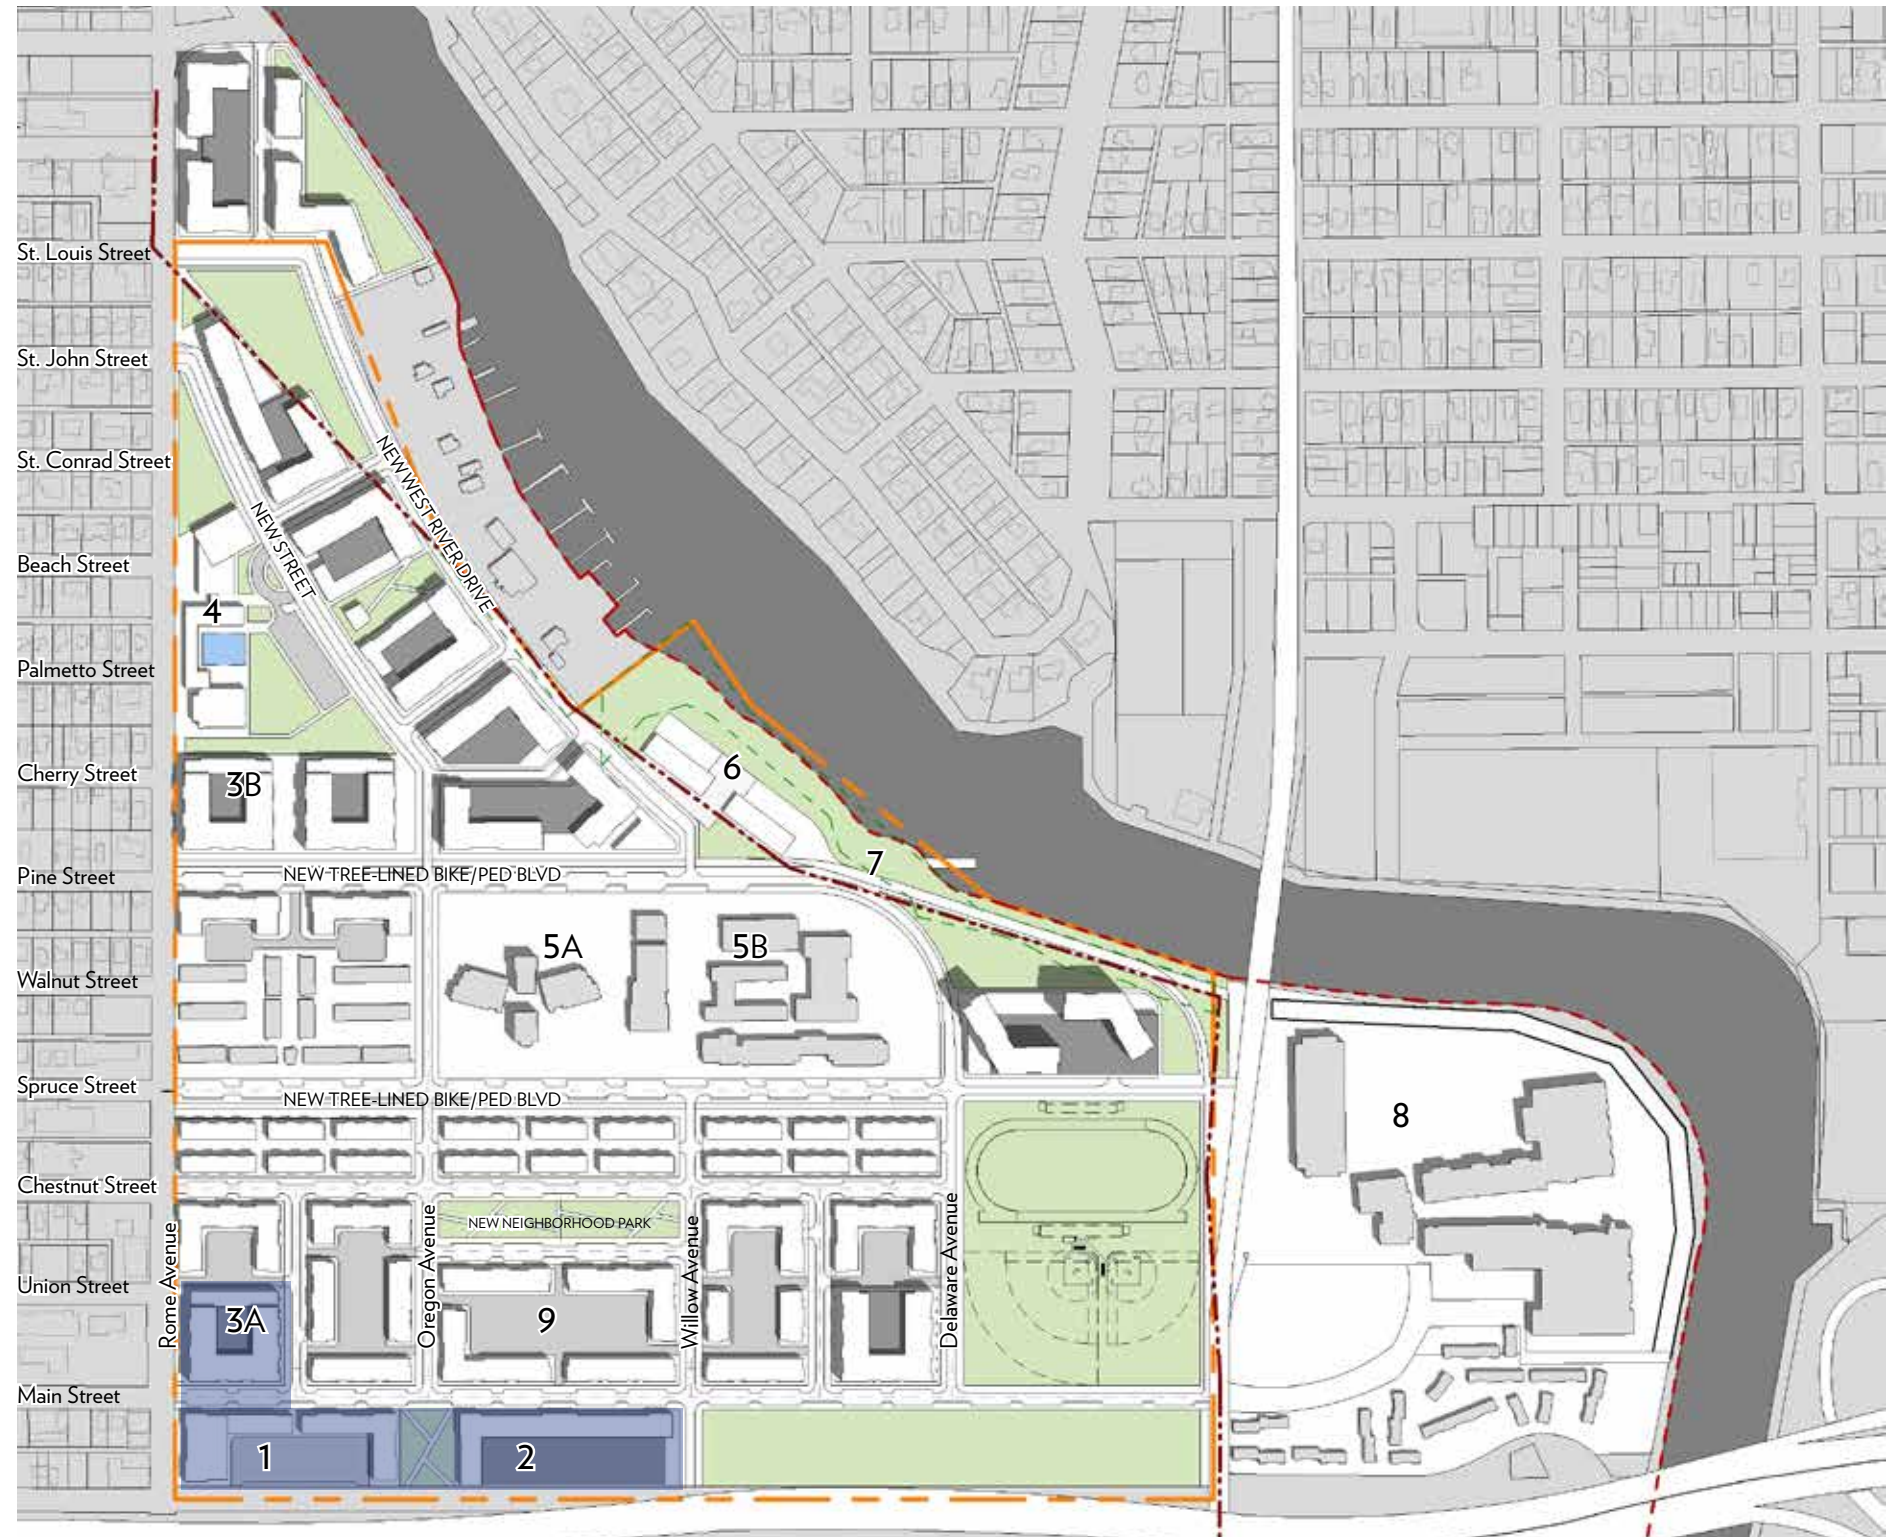 St. Louis Street
St. John Street
NEW WEST RIVER DRIVE
St. Conrad Street
NEW STREET
Beach Street
4
Palmetto Street
6
Cherry Street
3B
7
Pine Street
NEW TREE-LINED BIKE/PED BLVD
5A
5B
Walnut Street
Spruce Street
NEW TREE-LINED BIKE/PED BLVD
8
Chestnut Street
NEW NEIGHBORHOOD PARK
Rome Avenue
Oregon Avenue
Willow Avenue
Delaware Avenue
Union Street
3A
9
Main Street
1
2